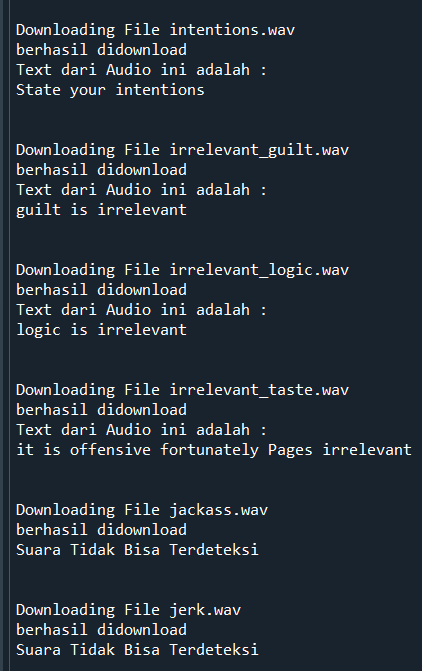 Downloading File intentions.wav
berhasil didownload
Text dari Audio ini adalah :
State your intentions
Downloading File irrelevant_guilt.wav
berhasil didownload
Text dari Audio ini adalah :
guilt is irrelevant
Downloading File irrelevant_logic.wav
berhasil didownload
Text dari Audio ini adalah :
logic is irrelevant
Downloading File irrelevant_taste.wav
berhasil didownload
Text dari Audio ini adalah :
it is offensive fortunately Pages irrelevant
Downloading File jackass.wav
berhasil didownload
Suara Tidak Bisa Terdeteksi
Downloading File jerk.wav
berhasil didownload
Suara Tidak Bisa Terdeteksi